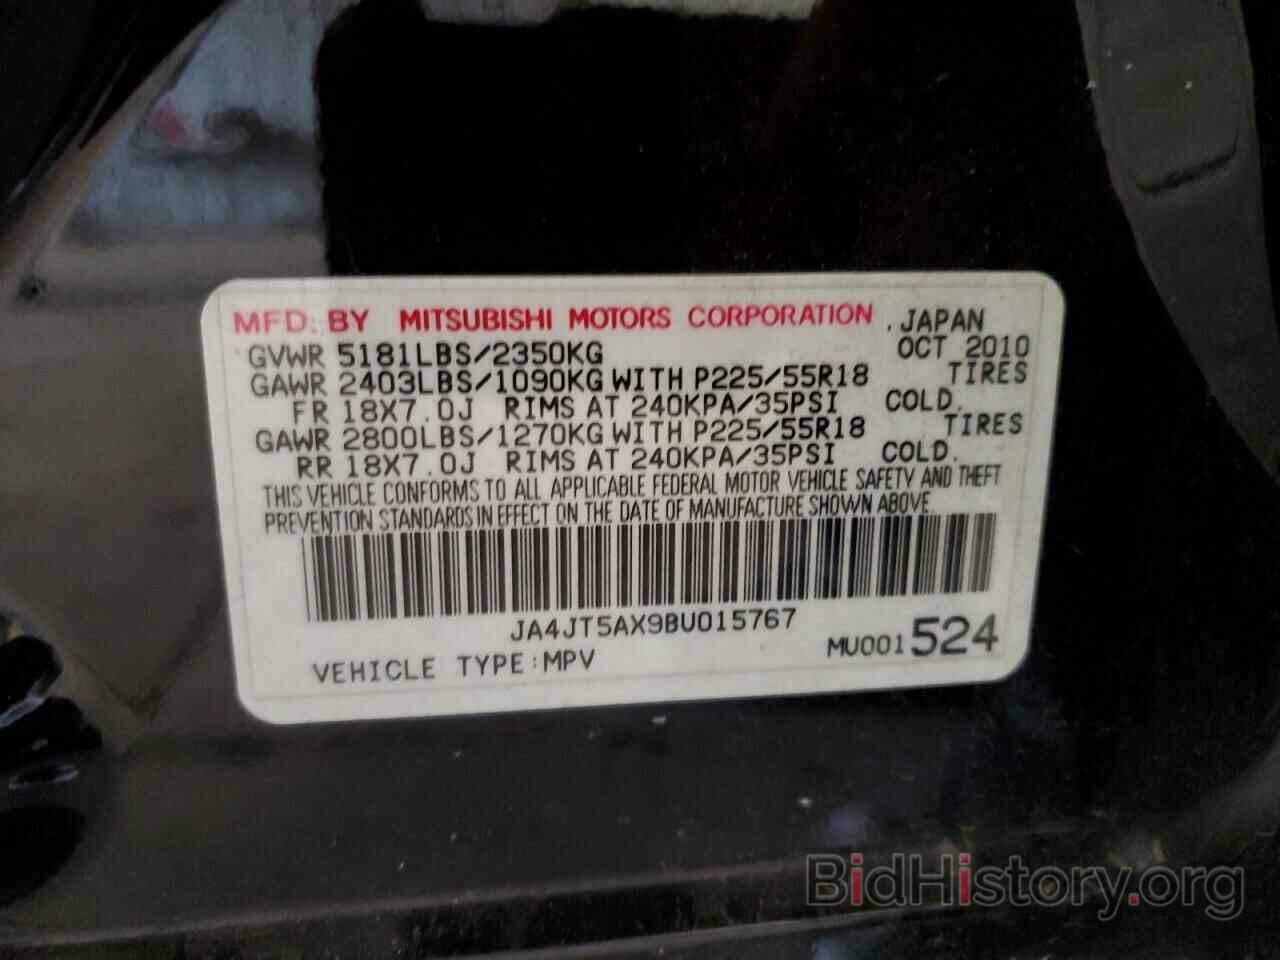 MFD. BY MITSUBISHI MOTORS CORPORATION . JAPAN
GVWR 5181LBS/2350KG OCT 2010
GAWR 2403LBS/1090KG WITH P225/55R18 TIRES
FR 18X7.0J RIMS AT 240KPA/35PSI COLD.
GAWR 2800LBS/1270KG WITH P225/55R18 TIRES
RR 18X7.0J RIMS AT 240KPA/35PSI COLD.
THIS VEHICLE CONFORMS TO ALL APPLICABLE FEDERAL MOTOR VEHICLE SAFETY AND THEFT
PREVENTION STANDARDS IN EFFECT ON THE DATE OF MANUFACTURE SHOWN ABOVE.
JA4JT5AX9BU015767
MU001524
VEHICLE TYPE:MPV
BidHistory.org